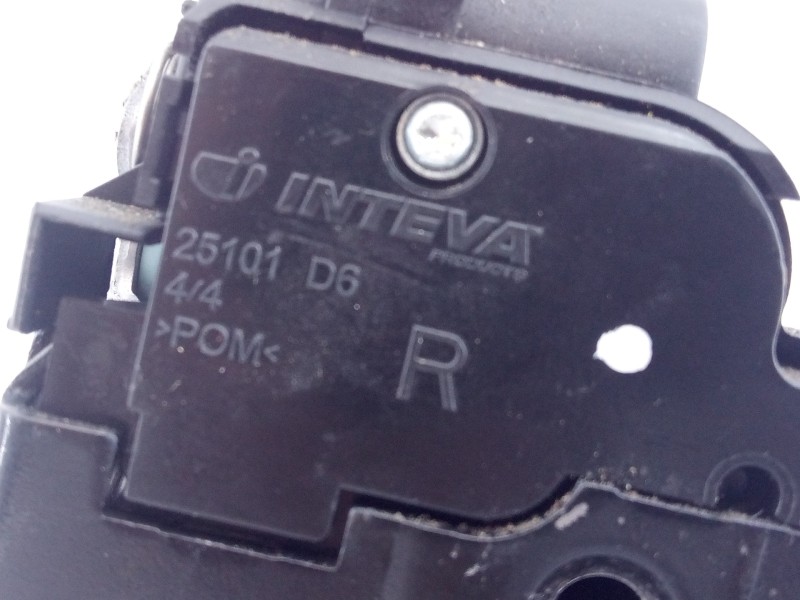 INTEVA
PRODUCTS
25101 D6
4/4
>POM<
R